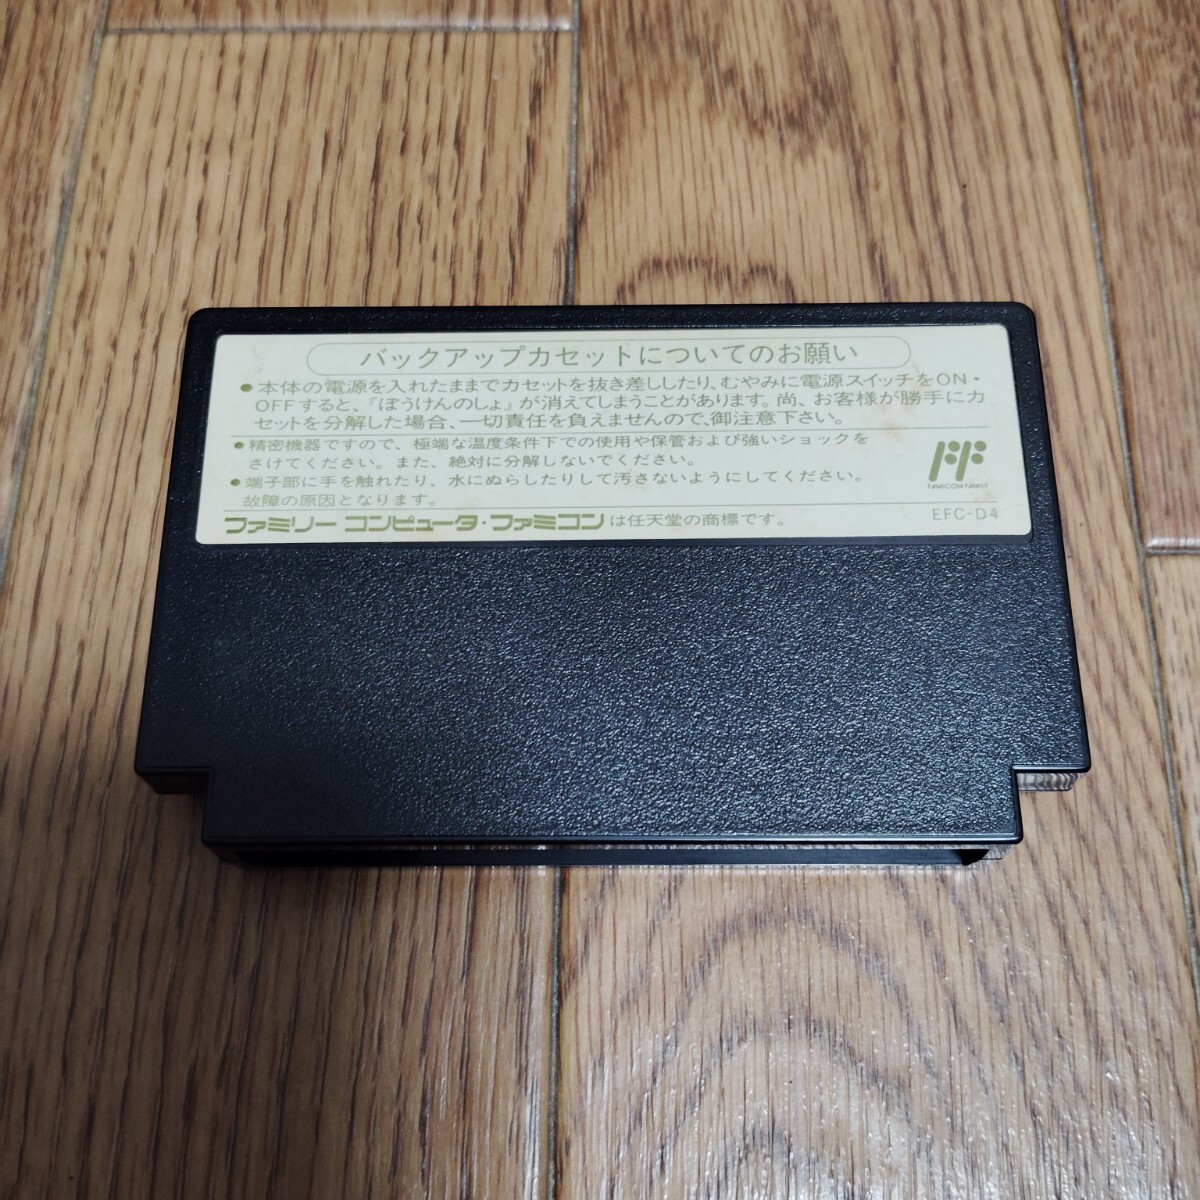 バックアップカセットについてのお願い
●本体の電源を入れたままでカセットを抜き差ししたり、むやみに電源スイッチをON・
OFFすると、『ぼうけんのしょ』が消えてしまうことがあります。尚、お客様が勝手にカ
セットを分解した場合、一切責任を負えませんので、御注意下さい。
●精密機器ですので、極端な温度条件下での使用や保管および強いショックを
さけてください。また、絶対に分解しないでください。
●端子部に手を触れたり、水にぬらしたりして汚さないようにしてください。
故障の原因となります。
FAMICOM FAMILY
ファミリー コンピュータ・ファミコンは任天堂の商標です。
EFC-D4